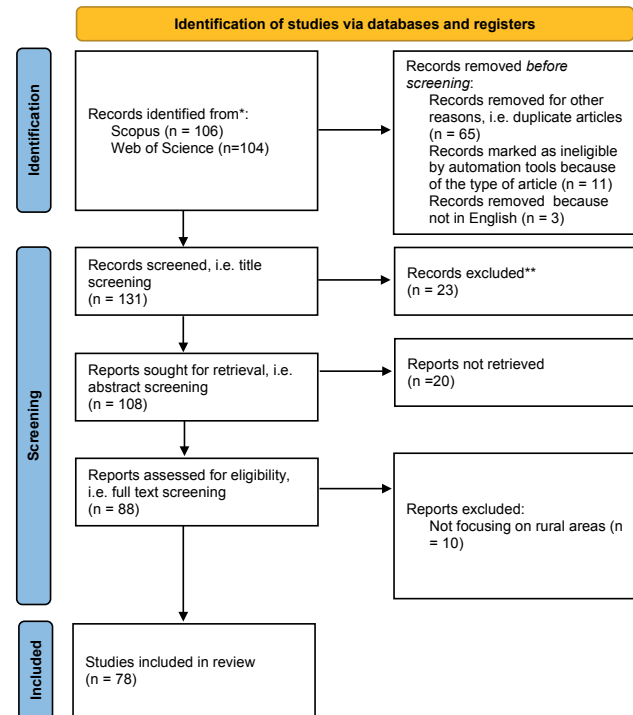 Identification of studies via databases and registers
Identification
Records identified from*:
Scopus (n = 106)
Web of Science (n=104)
Records removed before
screening:
Records removed for other
reasons, i.e. duplicate articles
(n = 65)
Records marked as ineligible
by automation tools because
of the type of article (n = 11)
Records removed because
not in English (n = 3)
Screening
Records screened, i.e. title
screening
(n = 131)
Records excluded**
(n = 23)
Reports sought for retrieval, i.e.
abstract screening
(n = 108)
Reports not retrieved
(n =20)
Reports assessed for eligibility,
i.e. full text screening
(n = 88)
Reports excluded:
Not focusing on rural areas (n
= 10)
Included
Studies included in review
(n = 78)